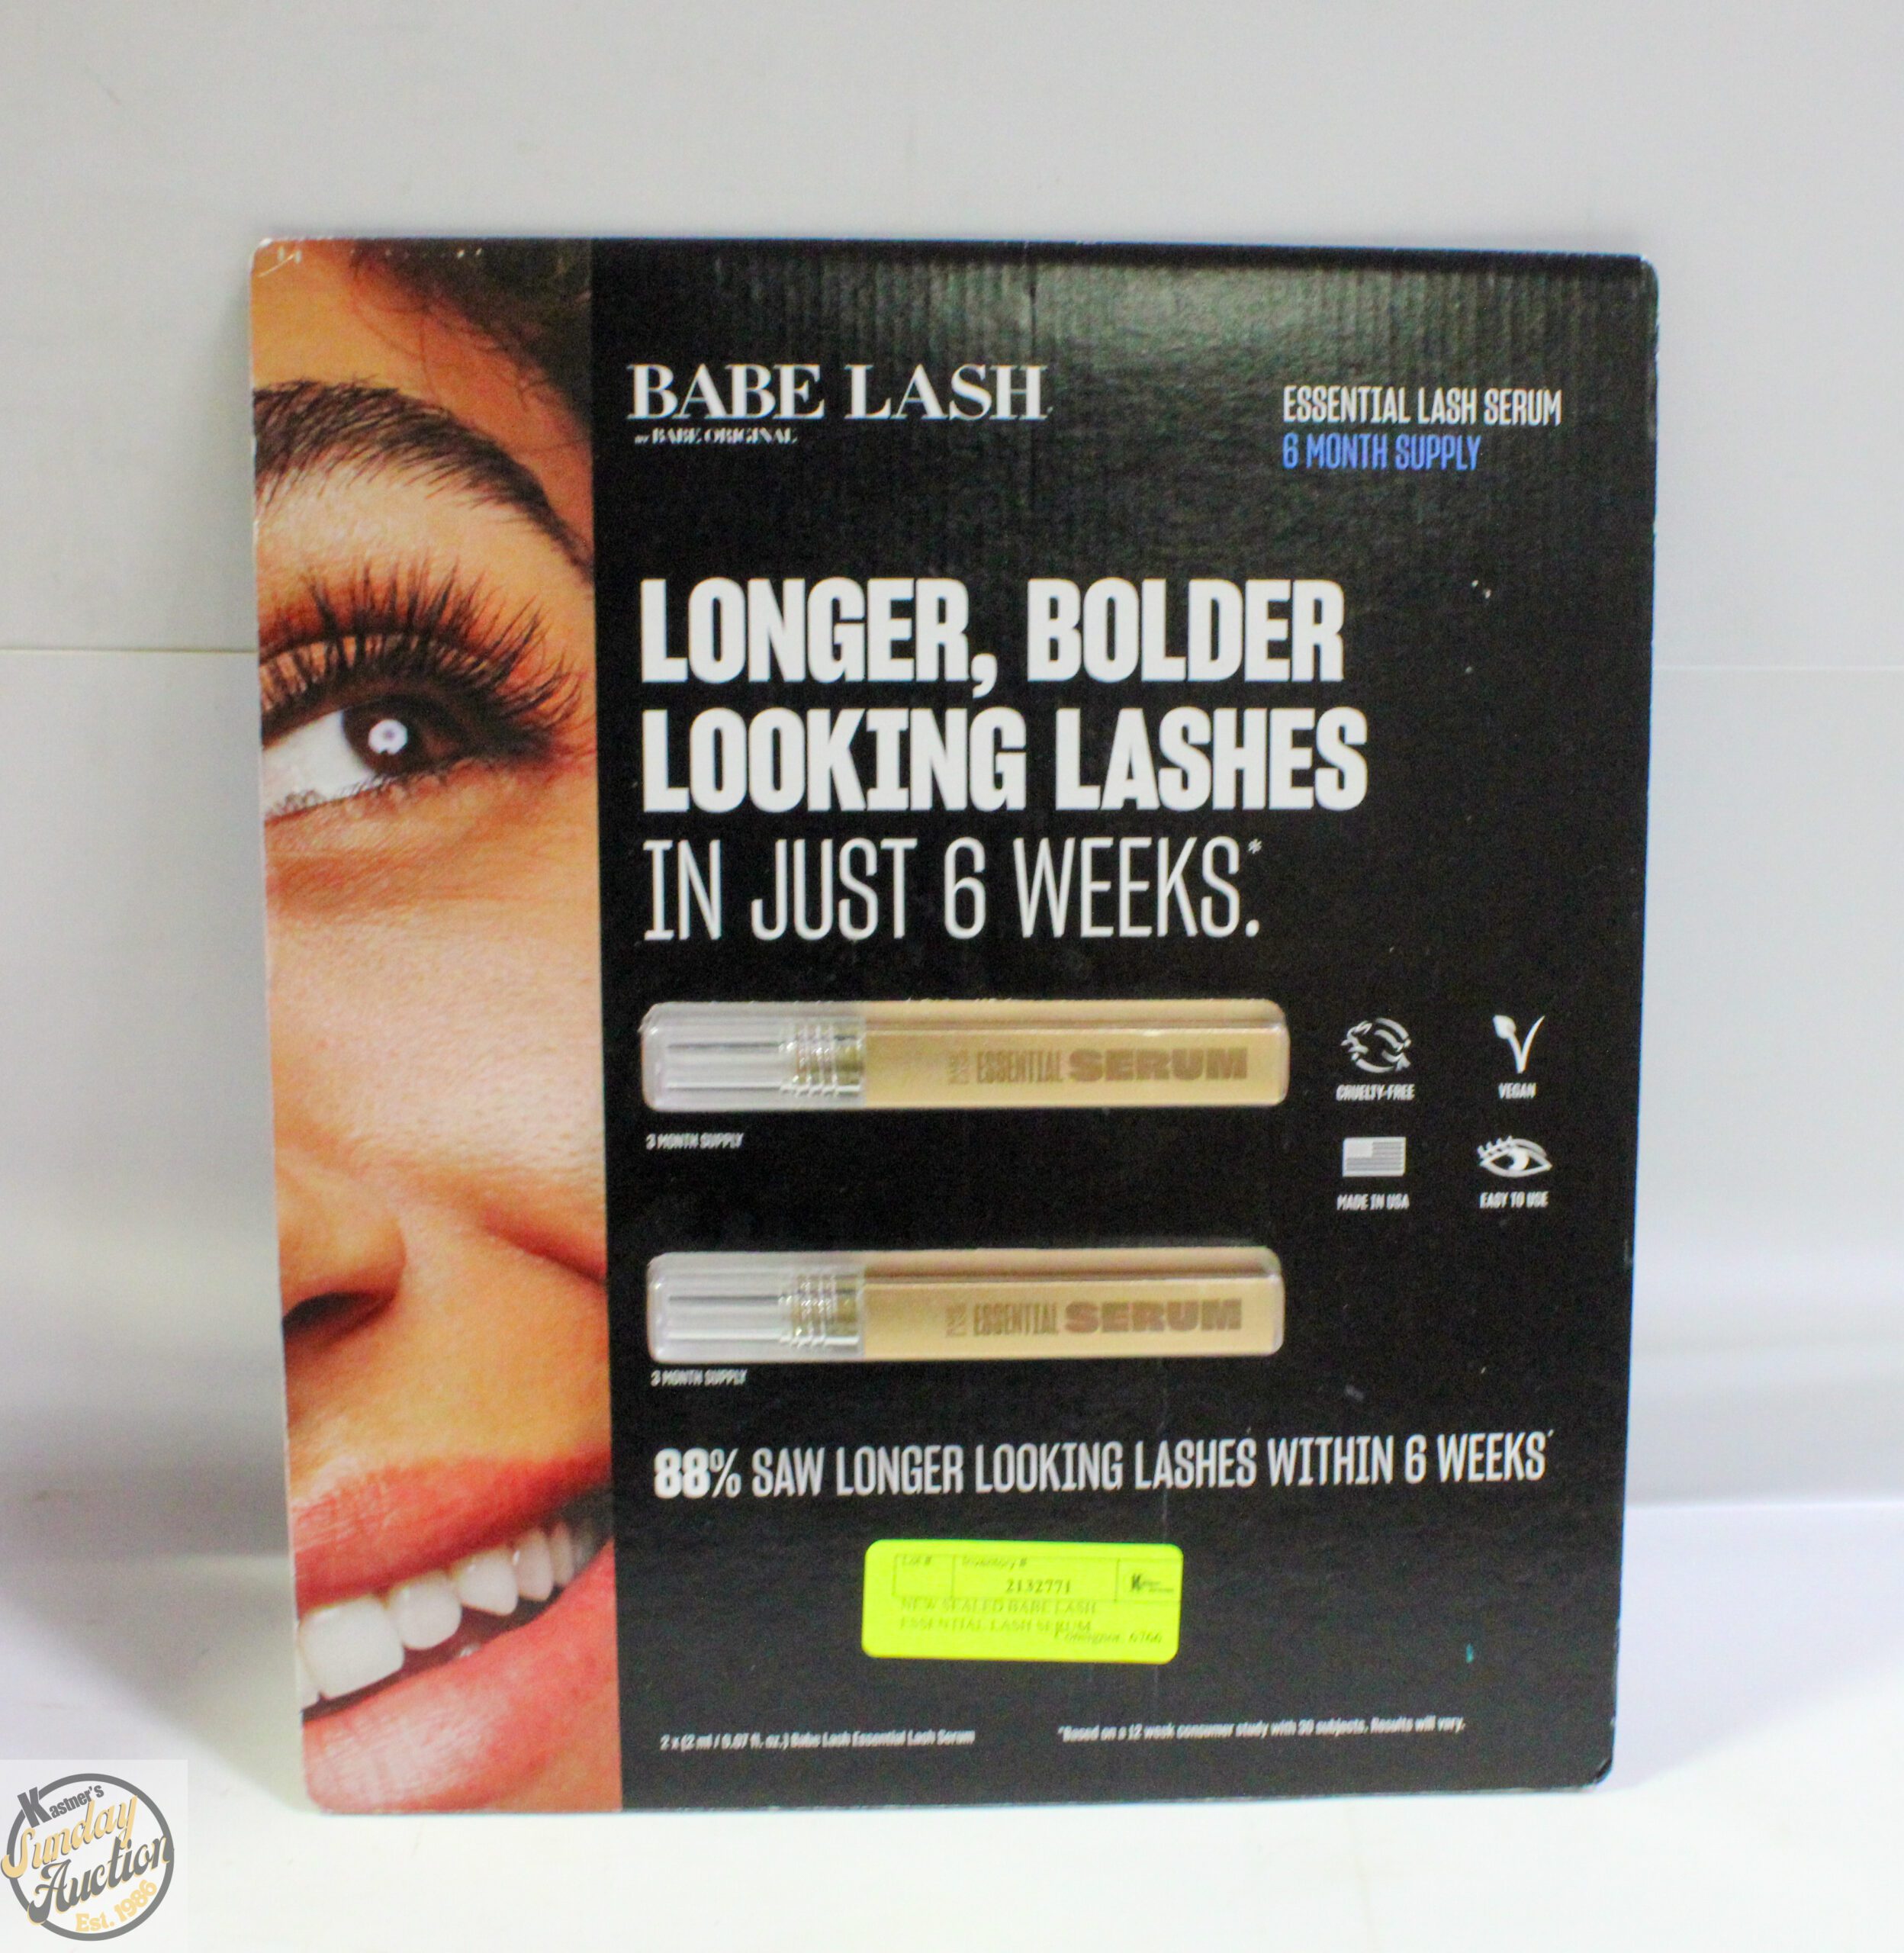 BABE LASH
BY BABE ORIGINAL
ESSENTIAL LASH SERUM
6 MONTH SUPPLY
LONGER, BOLDER
LOOKING LASHES
IN JUST 6 WEEKS.*
ESSENTIAL SERUM
3 MONTH SUPPLY
CRUELTY-FREE
VEGAN
MADE IN USA
EASY TO USE
ESSENTIAL SERUM
3 MONTH SUPPLY
88% SAW LONGER LOOKING LASHES WITHIN 6 WEEKS*
Lot # Inventory #
2132771
NEW SEALED BABE LASH
ESSENTIAL LASH SERUM
Consignor: 6766
2 x (2 ml / 0.07 fl. oz.) Babe Lash Essential Lash Serum
*Based on a 12 week consumer study with 30 subjects. Results will vary.
Kastner's
Sunday
Auction
Est. 1986